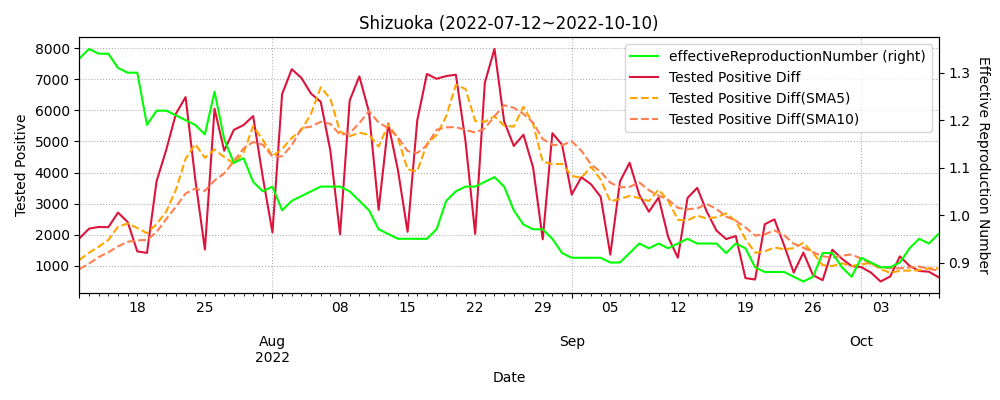 Shizuoka (2022-07-12~2022-10-10)
effectiveReproductionNumber (right)
Tested Positive Diff
Tested Positive Diff(SMA5)
Tested Positive Diff(SMA10)
Tested Positive
8000
7000
6000
5000
4000
3000
2000
1000
Effective Reproduction Number
1.3
1.2
1.1
1.0
0.9
18 25 08 15 22 29 05 12 19 26 03
Aug Sep Oct
2022
Date